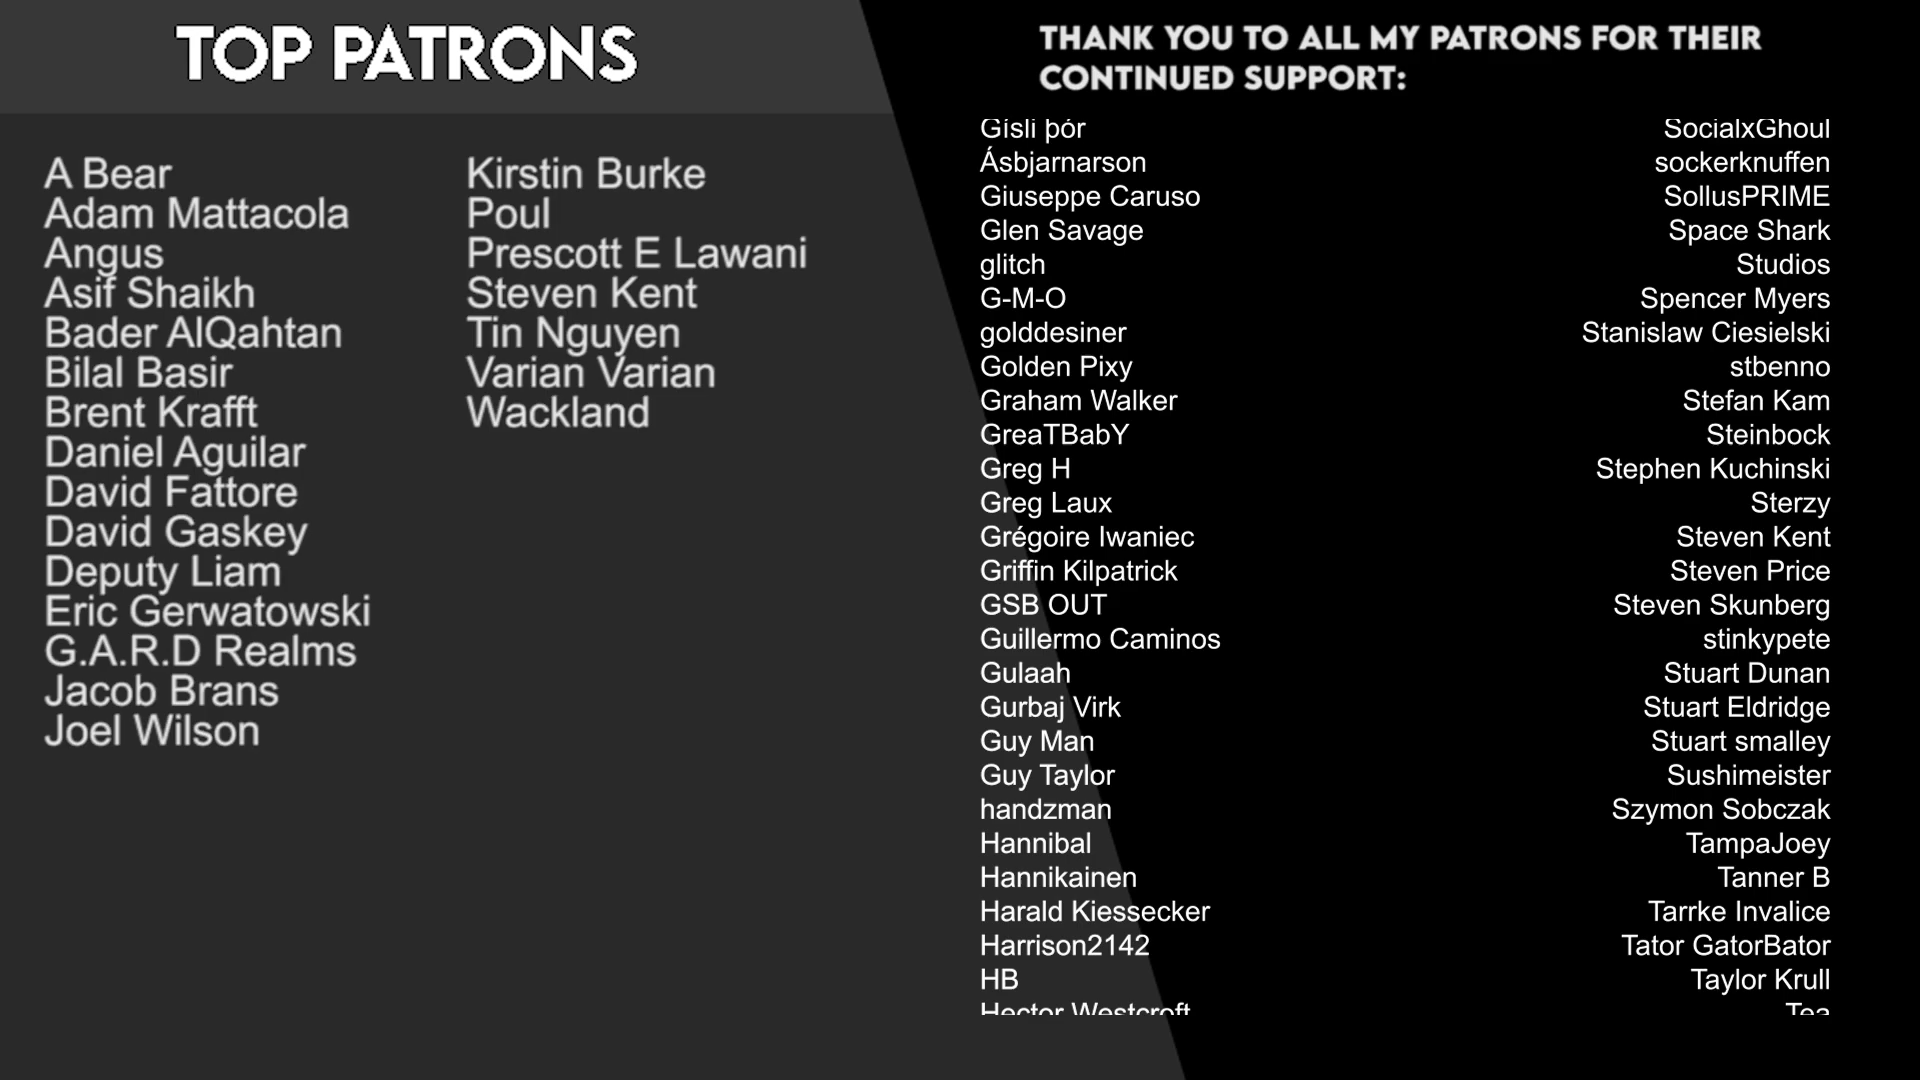 TOP PATRONS
A Bear
Adam Mattacola
Angus
Asif Shaikh
Bader AlQahtan
Bilal Basir
Brent Krafft
Daniel Aguilar
David Fattore
David Gaskey
Deputy Liam
Eric Gerwatowski
G.A.R.D Realms
Jacob Brans
Joel Wilson
Kirstin Burke
Poul
Prescott E Lawani
Steven Kent
Tin Nguyen
Varian Varian
Wackland
THANK YOU TO ALL MY PATRONS FOR THEIR
CONTINUED SUPPORT:
Gísli þór
Ásbjarnarson
Giuseppe Caruso
Glen Savage
glitch
G-M-O
golddesiner
Golden Pixy
Graham Walker
GreaTBabY
Greg H
Greg Laux
Grégoire Iwaniec
Griffin Kilpatrick
GSB OUT
Guillermo Caminos
Gulaah
Gurbaj Virk
Guy Man
Guy Taylor
handzman
Hannibal
Hannikainen
Harald Kiessecker
Harrison2142
HB
Hector Westcroft
SocialxGhoul
sockerknuffen
SollusPRIME
Space Shark
Studios
Spencer Myers
Stanislaw Ciesielski
stbenno
Stefan Kam
Steinbock
Stephen Kuchinski
Sterzy
Steven Kent
Steven Price
Steven Skunberg
stinkypete
Stuart Dunan
Stuart Eldridge
Stuart smalley
Sushimeister
Szymon Sobczak
TampaJoey
Tanner B
Tarrke Invalice
Tator GatorBator
Taylor Krull
Tea